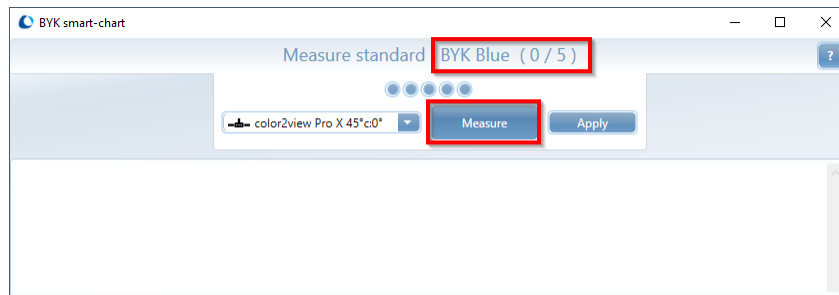 BYK smart-chart
Measure standard BYK Blue ( 0 / 5 )
?
color2view Pro X 45°c:0° Measure Apply